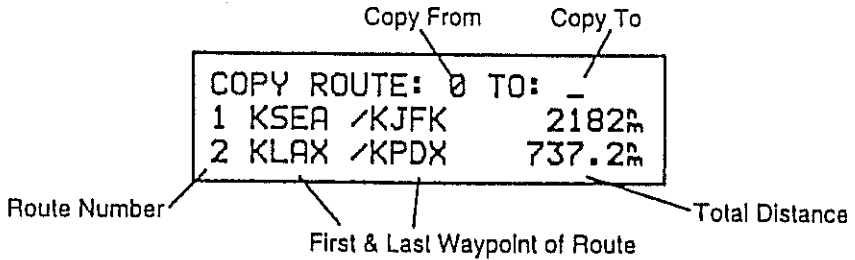 Copy From Copy To
COPY ROUTE: 0 TO: _
1 KSEA /KJFK 2182nm
2 KLAX /KPDX 737.2nm
Route Number
Total Distance
First & Last Waypoint of Route